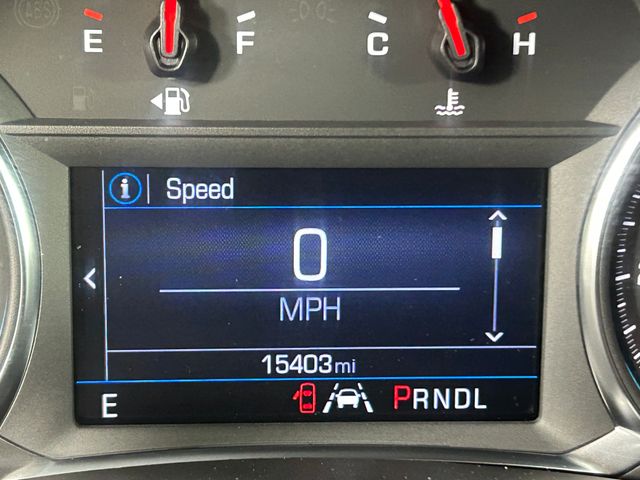 E F C H
Speed
0
MPH
15403mi
E PRNDL